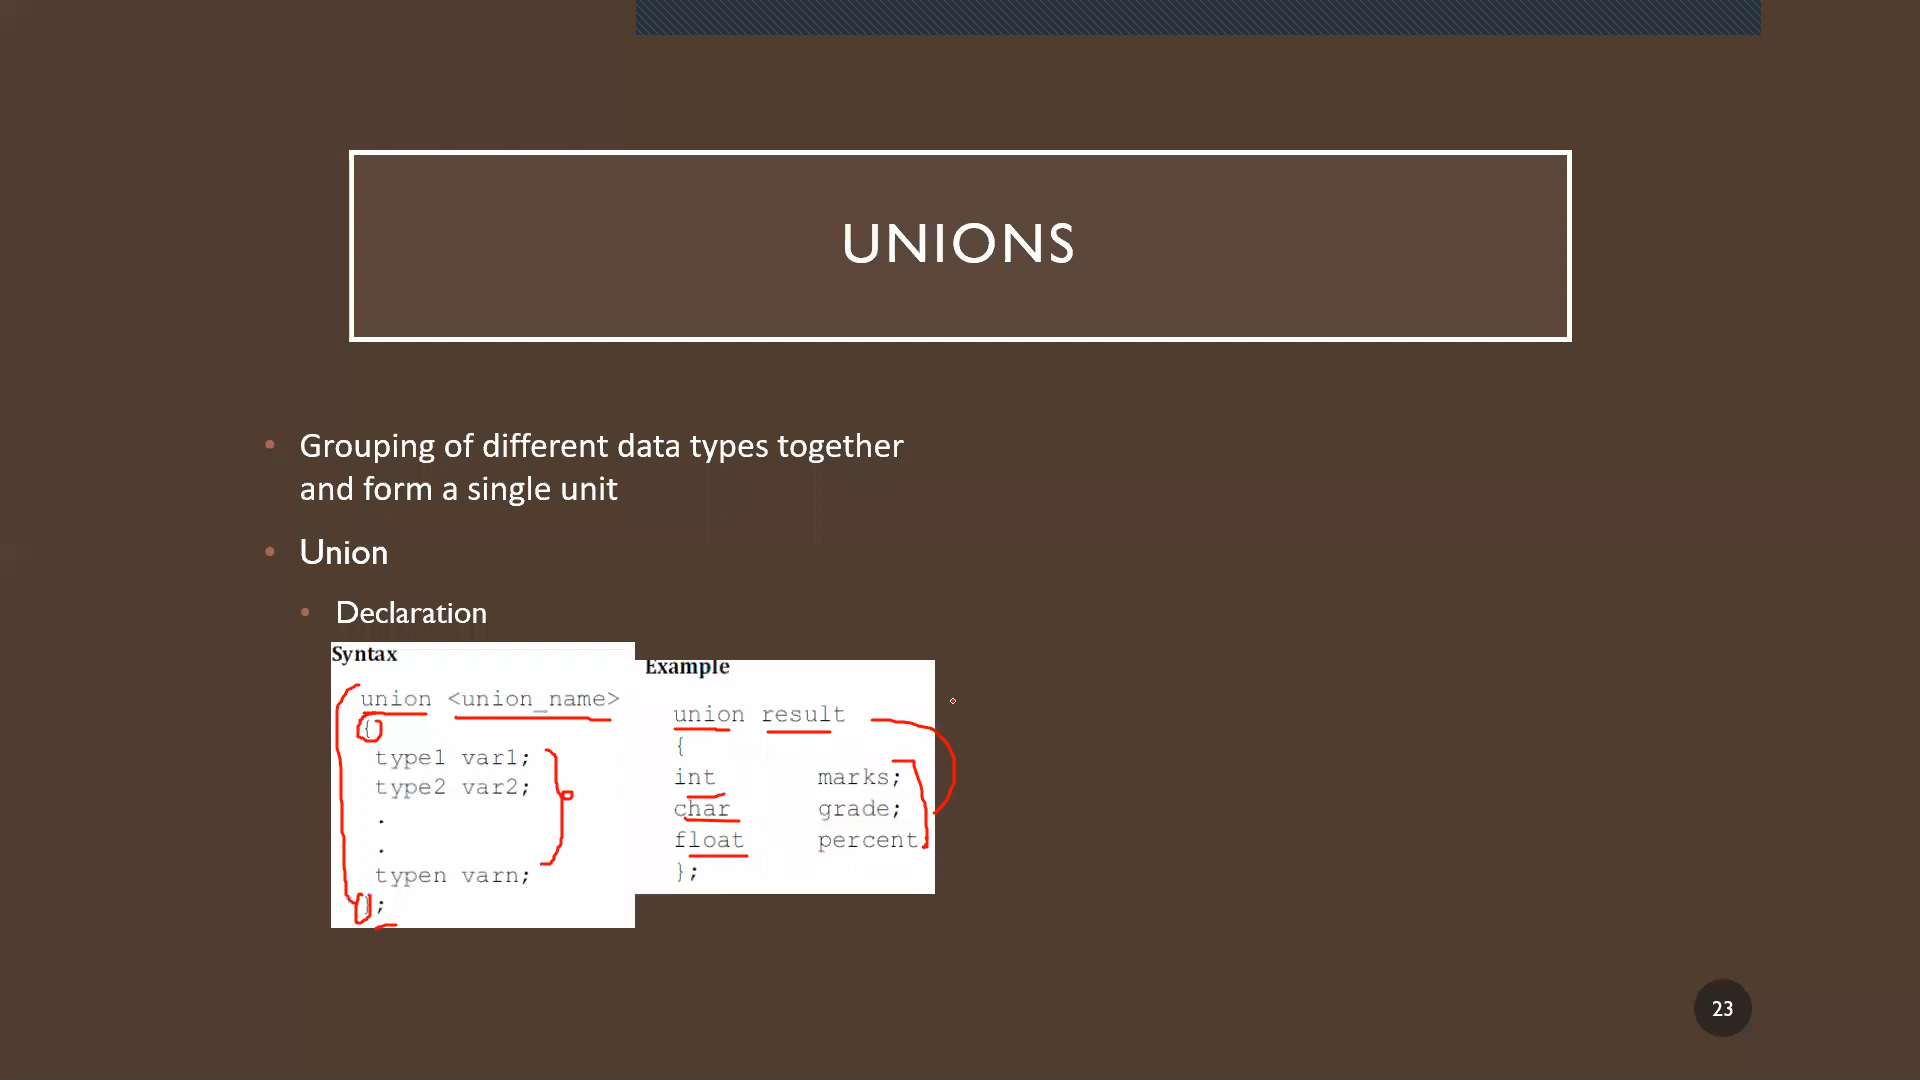 UNIONS
• Grouping of different data types together
and form a single unit
• Union
• Declaration
Syntax
union <union_name>
{
type1 var1;
type2 var2;
.
.
typen varn;
};
Example
union result
{
int marks;
char grade;
float percent;
};
23